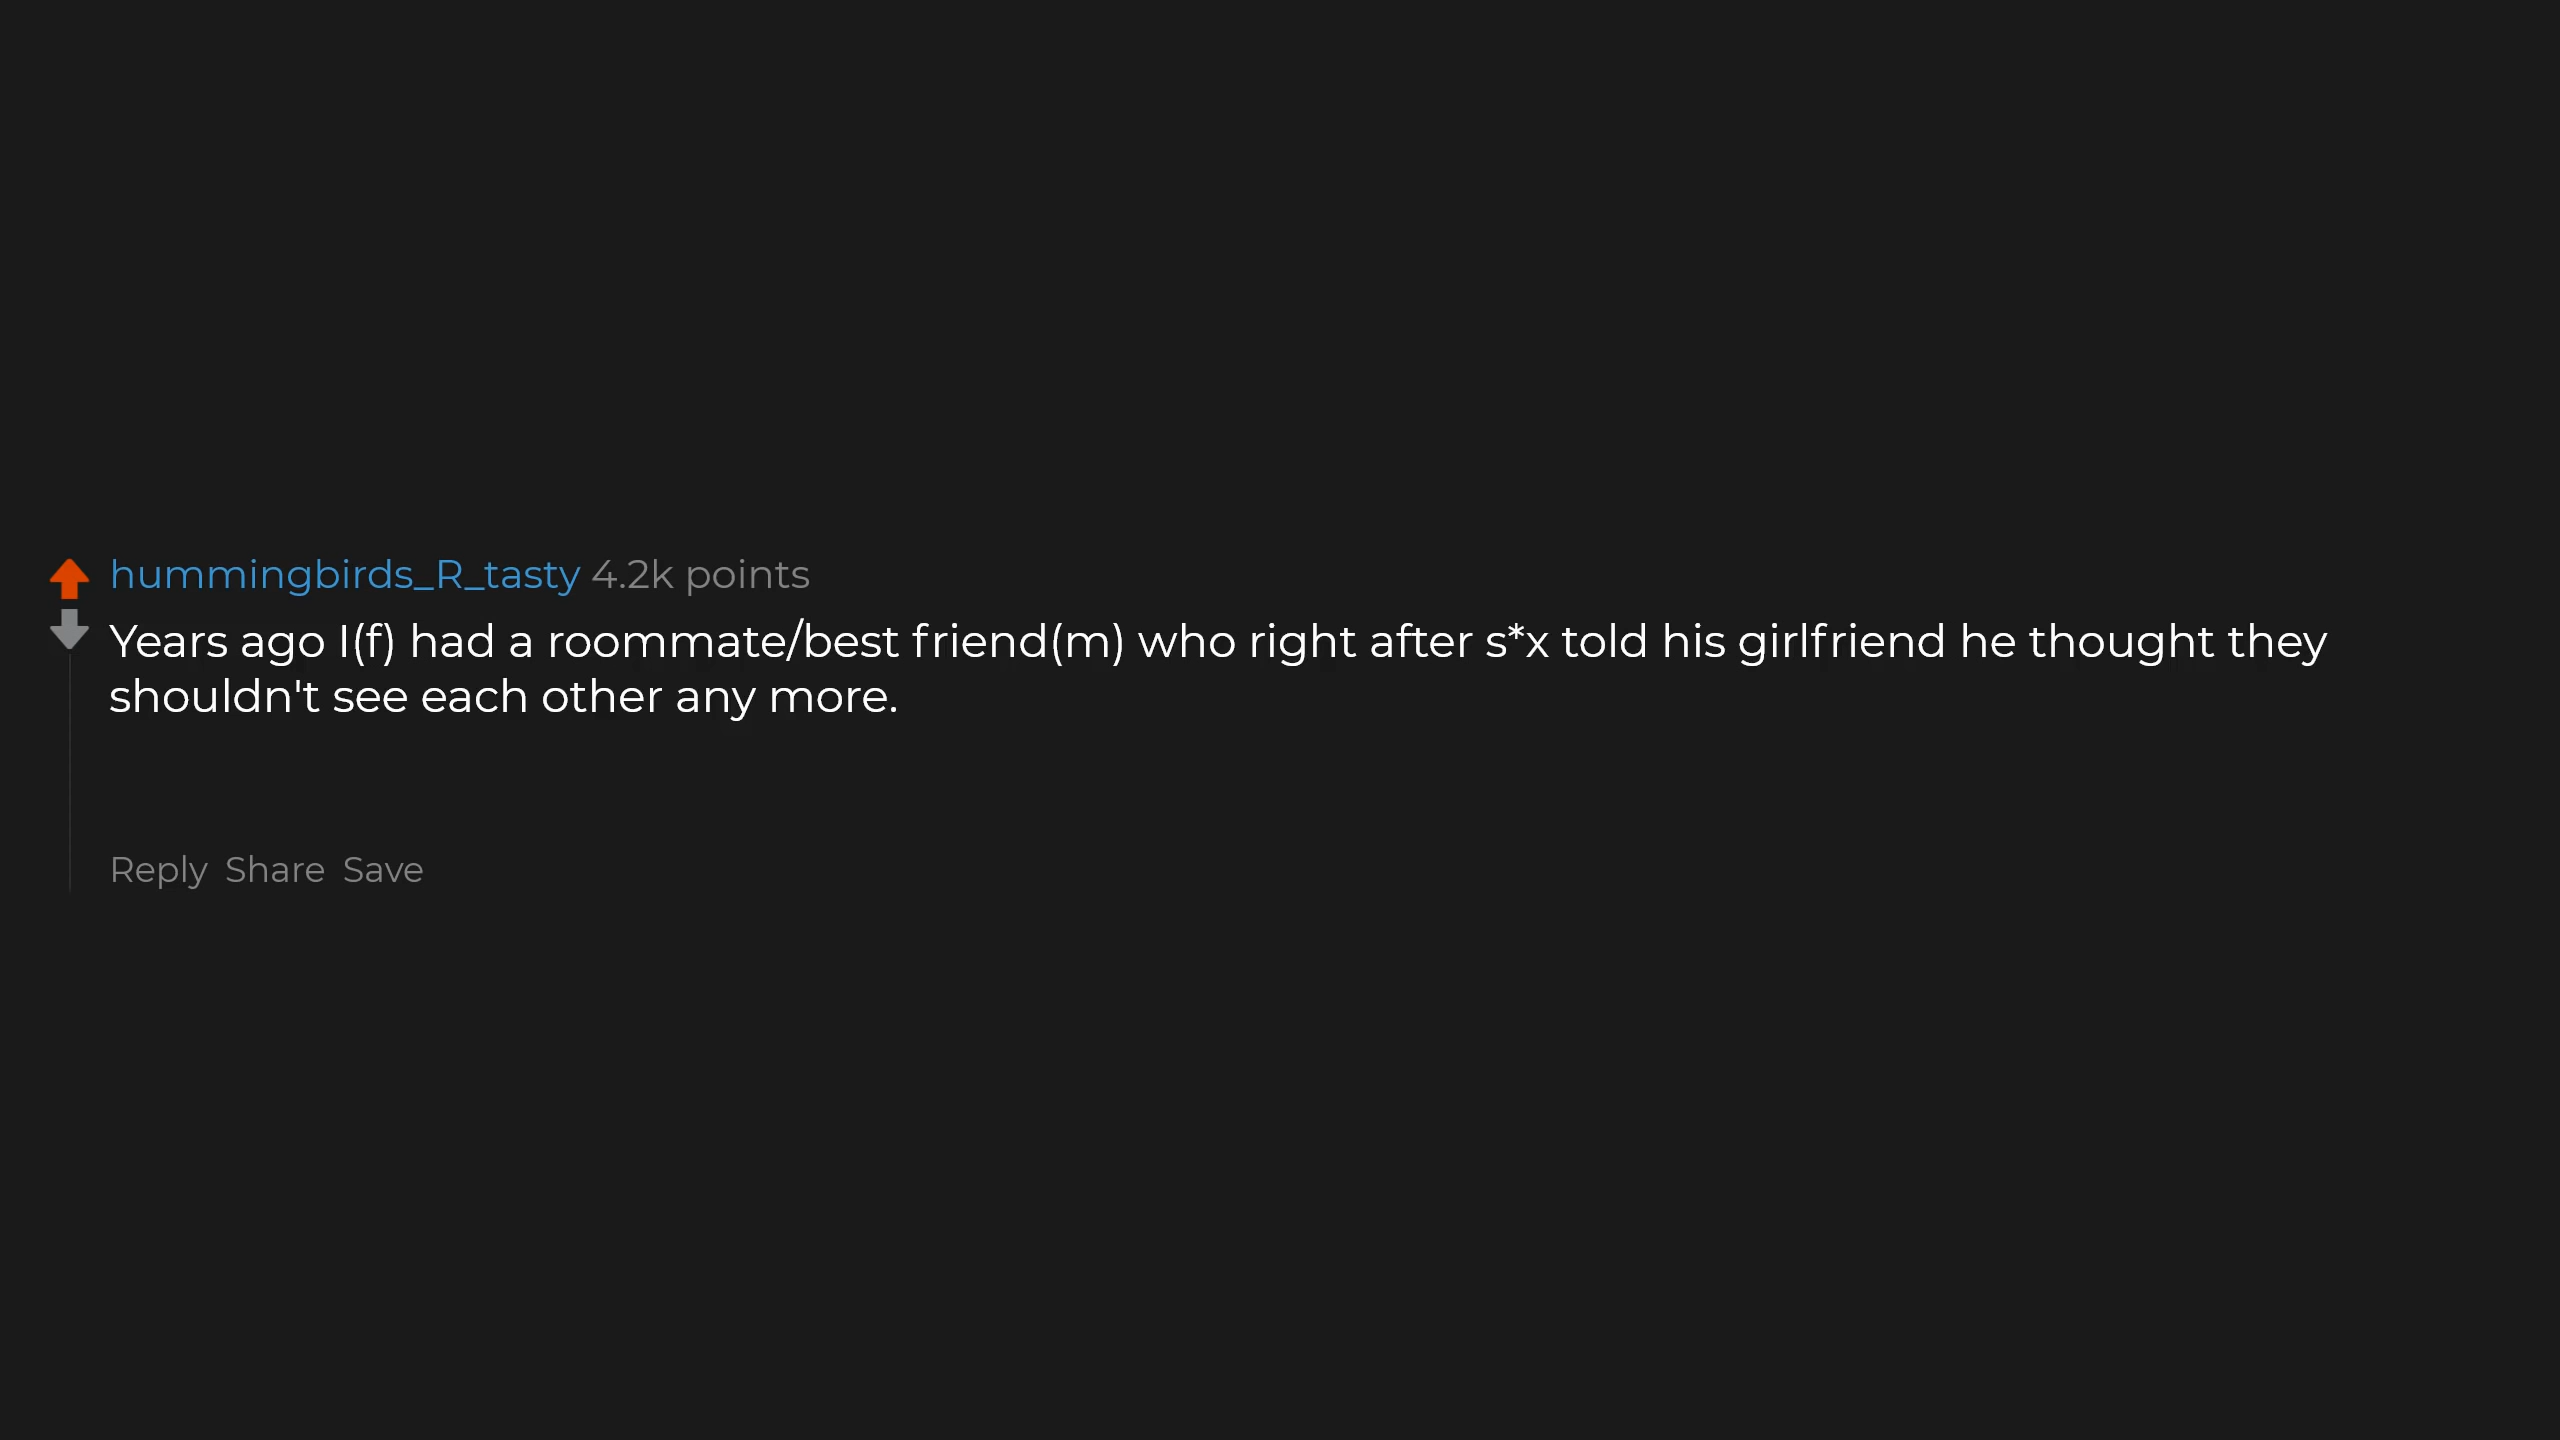 hummingbirds_R_tasty 4.2k points
Years ago I(f) had a roommate/best friend(m) who right after s*x told his girlfriend he thought they
shouldn't see each other any more.
Reply Share Save